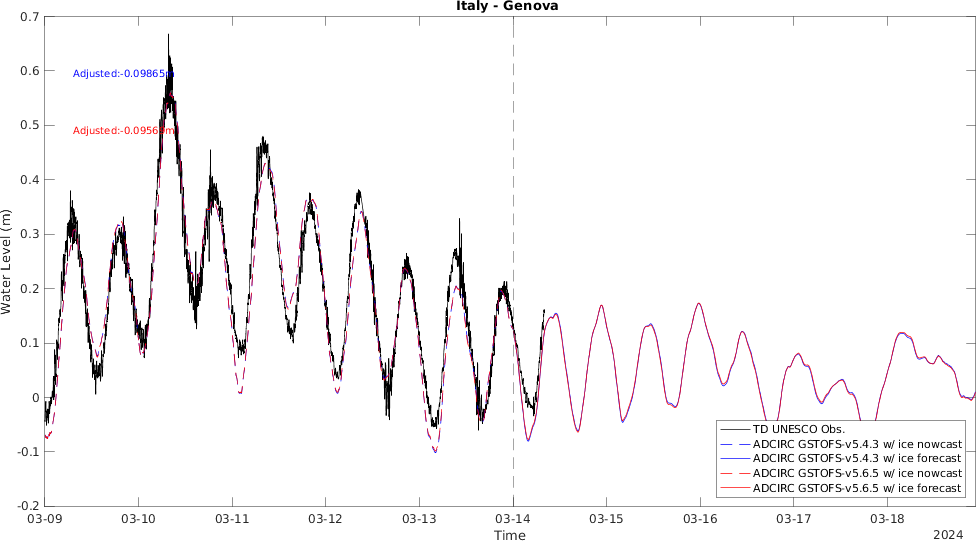 Italy - Genova
0.7
0.6
0.5
0.4
0.3
0.2
0.1
0
-0.1
-0.2
Water Level (m)
Adjusted:-0.09865m
TD UNESCO Obs.
ADCIRC GSTOFS-v5.4.3 w/ ice nowcast
ADCIRC GSTOFS-v5.4.3 w/ ice forecast
ADCIRC GSTOFS-v5.6.5 w/ ice nowcast
ADCIRC GSTOFS-v5.6.5 w/ ice forecast
03-09 03-10 03-11 03-12 03-13 03-14 03-15 03-16 03-17 03-18
Time
2024